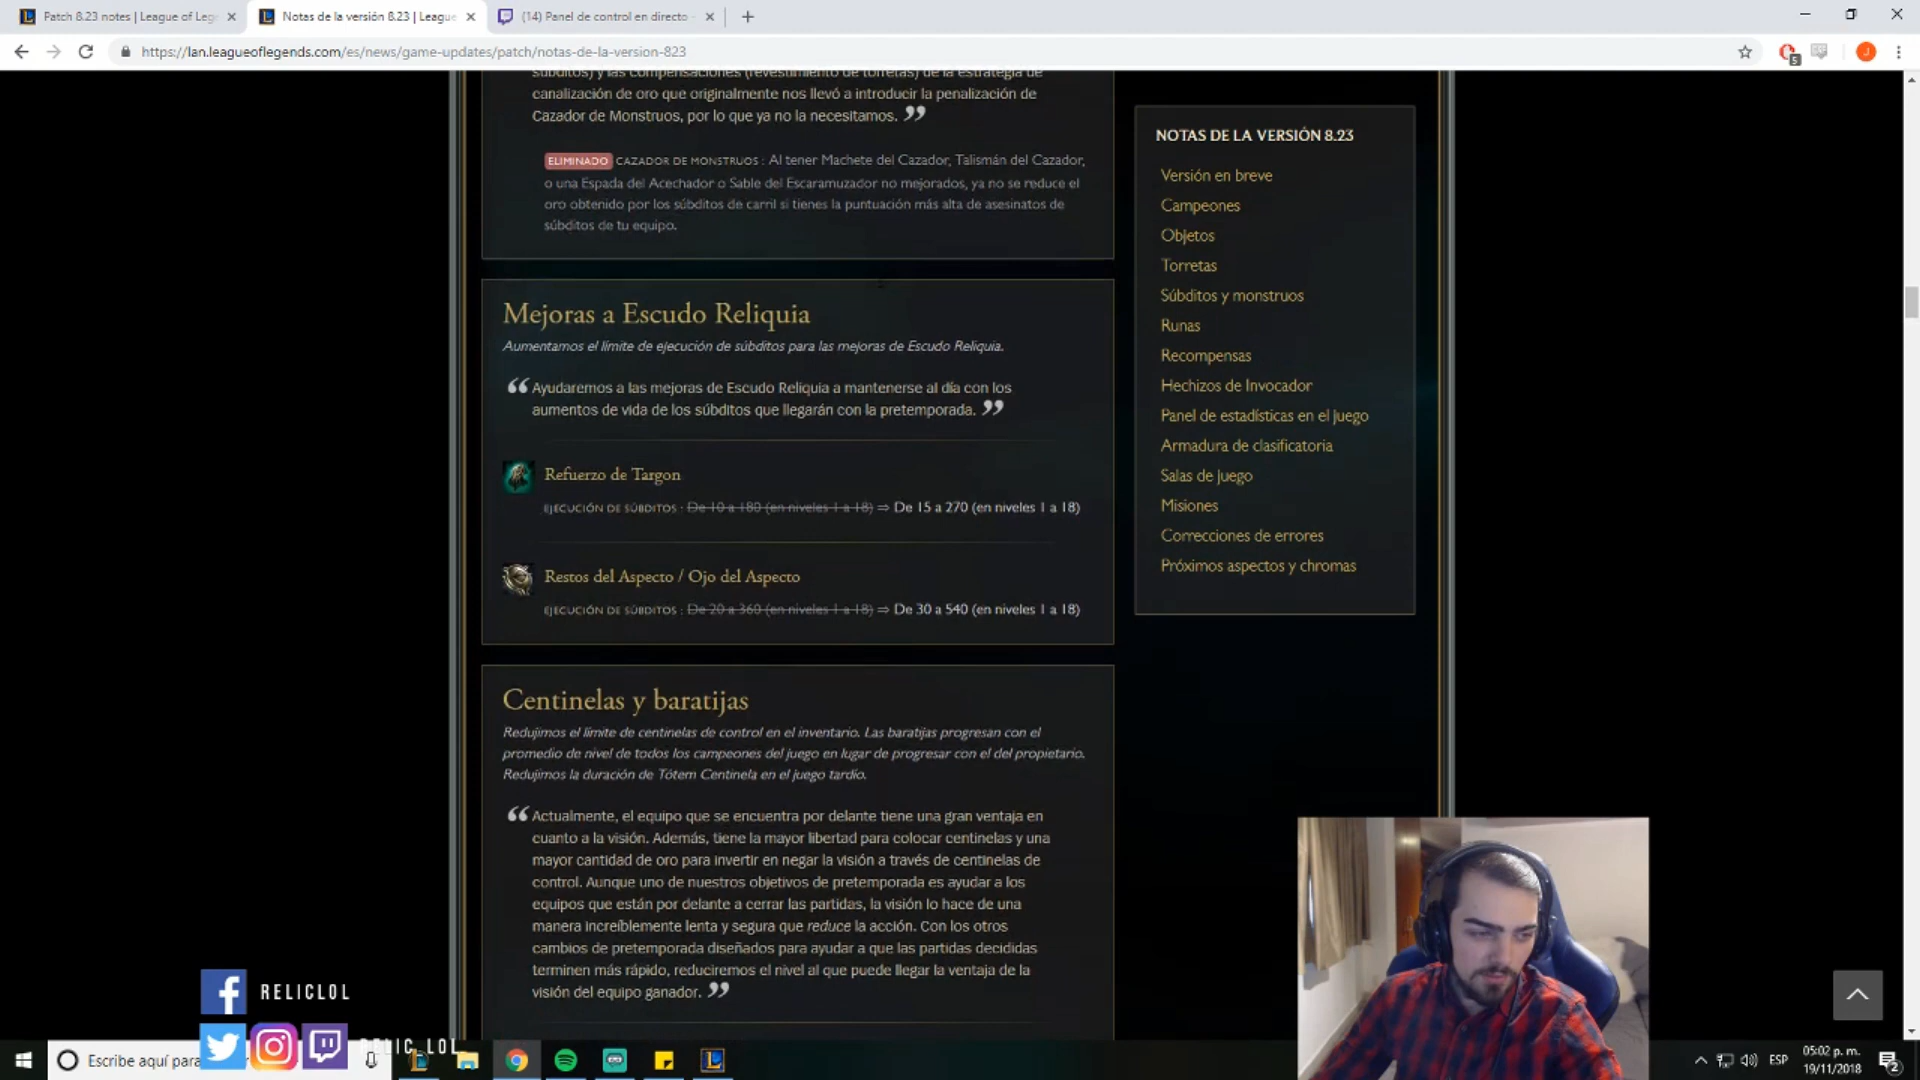 Patch 8.23 notes | League of Leg
Notas de la versión 8.23 | League
(14) Panel de control en directo
https://lan.leagueoflegends.com/es/news/game-updates/patch/notas-de-la-version-823
5
J
súbditos) y las compensaciones (revestimiento de torretas) de la estrategia de
canalización de oro que originalmente nos llevó a introducir la penalización de
Cazador de Monstruos, por lo que ya no la necesitamos. ”
ELIMINADO CAZADOR DE MONSTRUOS : Al tener Machete del Cazador, Talismán del Cazador,
o una Espada del Acechador o Sable del Escaramuzador no mejorados, ya no se reduce el
oro obtenido por los súbditos de carril si tienes la puntuación más alta de asesinatos de
súbditos de tu equipo.
Mejoras a Escudo Reliquia
Aumentamos el límite de ejecución de súbditos para las mejoras de Escudo Reliquia.
“ Ayudaremos a las mejoras de Escudo Reliquia a mantenerse al día con los
aumentos de vida de los súbditos que llegarán con la pretemporada. ”
Refuerzo de Targon
EJECUCIÓN DE SÚBDITOS : De 10 a 180 (en niveles 1 a 18) ⇒ De 15 a 270 (en niveles 1 a 18)
Restos del Aspecto / Ojo del Aspecto
EJECUCIÓN DE SÚBDITOS : De 20 a 360 (en niveles 1 a 18) ⇒ De 30 a 540 (en niveles 1 a 18)
Centinelas y baratijas
Redujimos el límite de centinelas de control en el inventario. Las baratijas progresan con el
promedio de nivel de todos los campeones del juego en lugar de progresar con el del propietario.
Redujimos la duración de Tótem Centinela en el juego tardío.
“ Actualmente, el equipo que se encuentra por delante tiene una gran ventaja en
cuanto a la visión. Además, tiene la mayor libertad para colocar centinelas y una
mayor cantidad de oro para invertir en negar la visión a través de centinelas de
control. Aunque uno de nuestros objetivos de pretemporada es ayudar a los
equipos que están por delante a cerrar las partidas, la visión lo hace de una
manera increíblemente lenta y segura que reduce la acción. Con los otros
cambios de pretemporada diseñados para ayudar a que las partidas decididas
terminen más rápido, reduciremos el nivel al que puede llegar la ventaja de la
visión del equipo ganador. ”
NOTAS DE LA VERSIÓN 8.23
Versión en breve
Campeones
Objetos
Torretas
Súbditos y monstruos
Runas
Recompensas
Hechizos de Invocador
Panel de estadísticas en el juego
Armadura de clasificatoria
Salas de juego
Misiones
Correcciones de errores
Próximos aspectos y chromas
RELICLOL
RELIC_LOL
Escribe aquí para
ESP
05:02 p. m.
19/11/2018
2